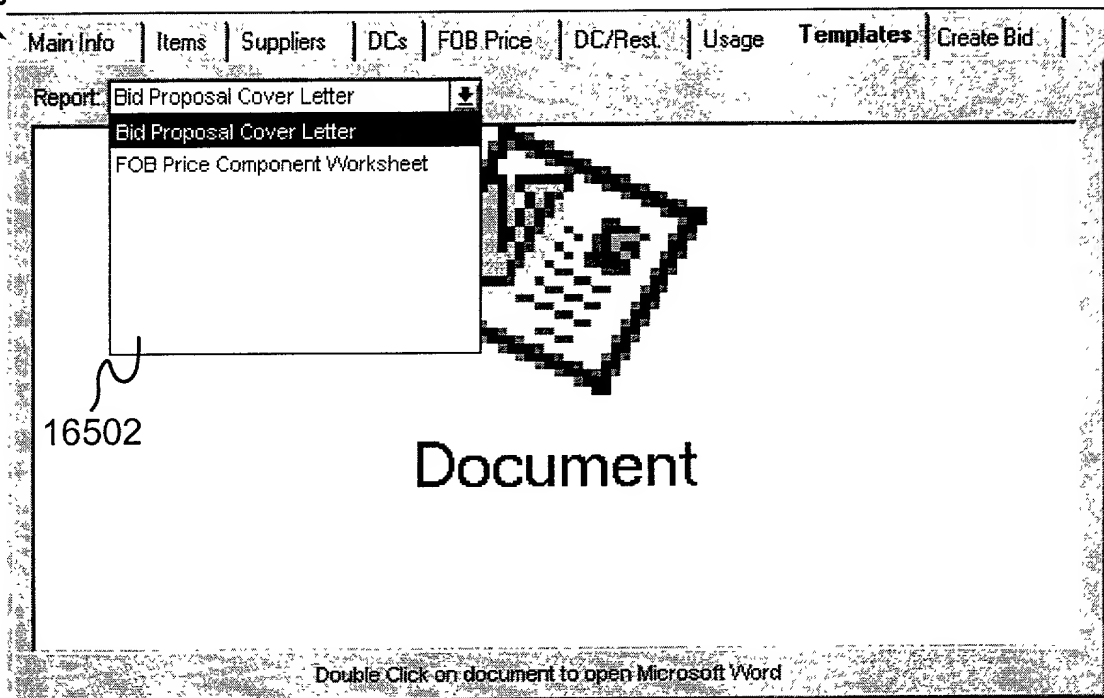 Main Info Items Suppliers DCs FOB Price DC/Rest. Usage Templates Create Bid
Report: Bid Proposal Cover Letter
Bid Proposal Cover Letter
FOB Price Component Worksheet
16502
Document
Double Click on document to open Microsoft Word